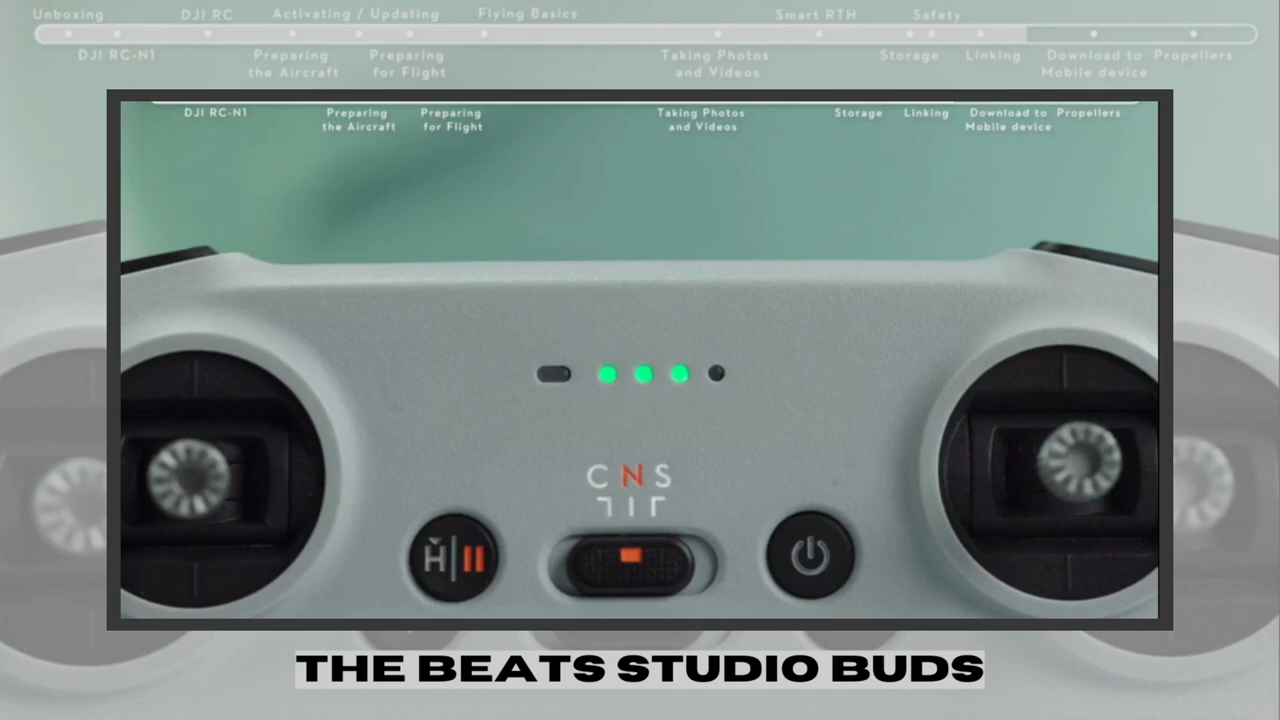 Unboxing DJI RC Activating / Updating Flying Basics Smart RTH Safety
DJI RC-N1 Preparing the Aircraft Preparing for Flight Taking Photos and Videos Storage Linking Download to Mobile device Propellers
DJI RC-N1 Preparing the Aircraft Preparing for Flight Taking Photos and Videos Storage Linking Download to Mobile device Propellers
C N S
H
THE BEATS STUDIO BUDS